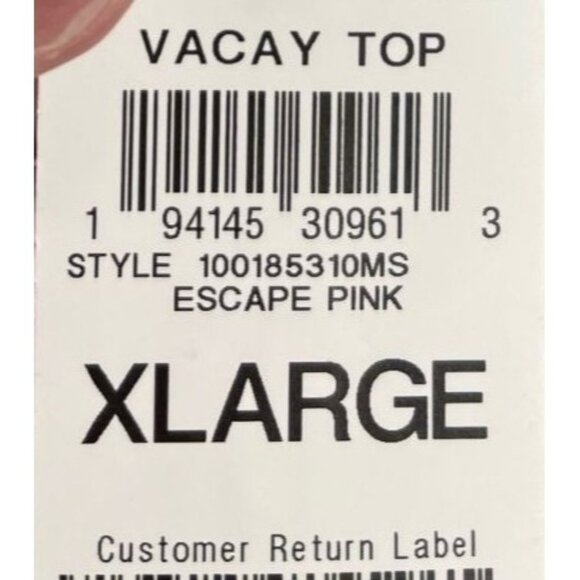 VACAY TOP
1 94145 30961 3
STYLE 100185310MS
ESCAPE PINK
XLARGE
Customer Return Label